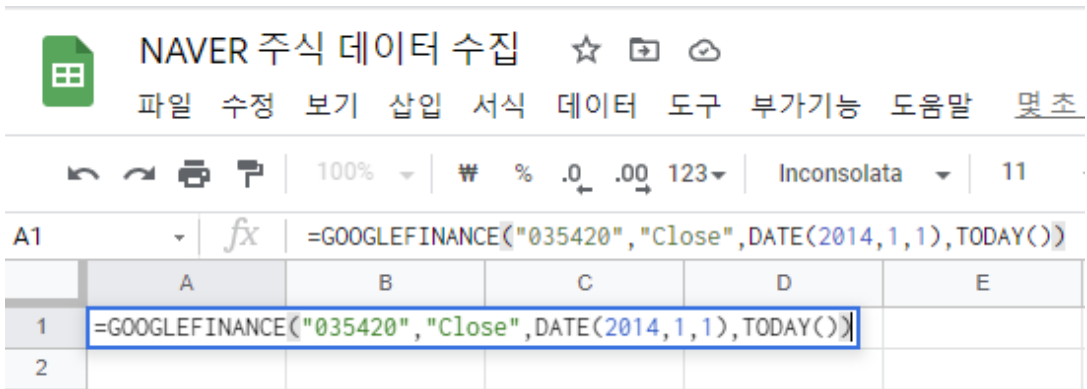 NAVER 주식 데이터 수집
파일 수정 보기 삽입 서식 데이터 도구 부가기능 도움말 몇 초
100% ₩ % .0 .00 123 Inconsolata 11
A1 fx =GOOGLEFINANCE("035420","Close",DATE(2014,1,1),TODAY())
A B C D E
1 =GOOGLEFINANCE("035420","Close",DATE(2014,1,1),TODAY())
2